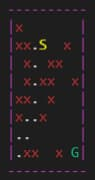 ----------
|x       |
|xx.S  x |
| x. xx  |
| x.xx  x|
|xx. x   |
|x..x    |
|..      |
|.xx  x G|
----------